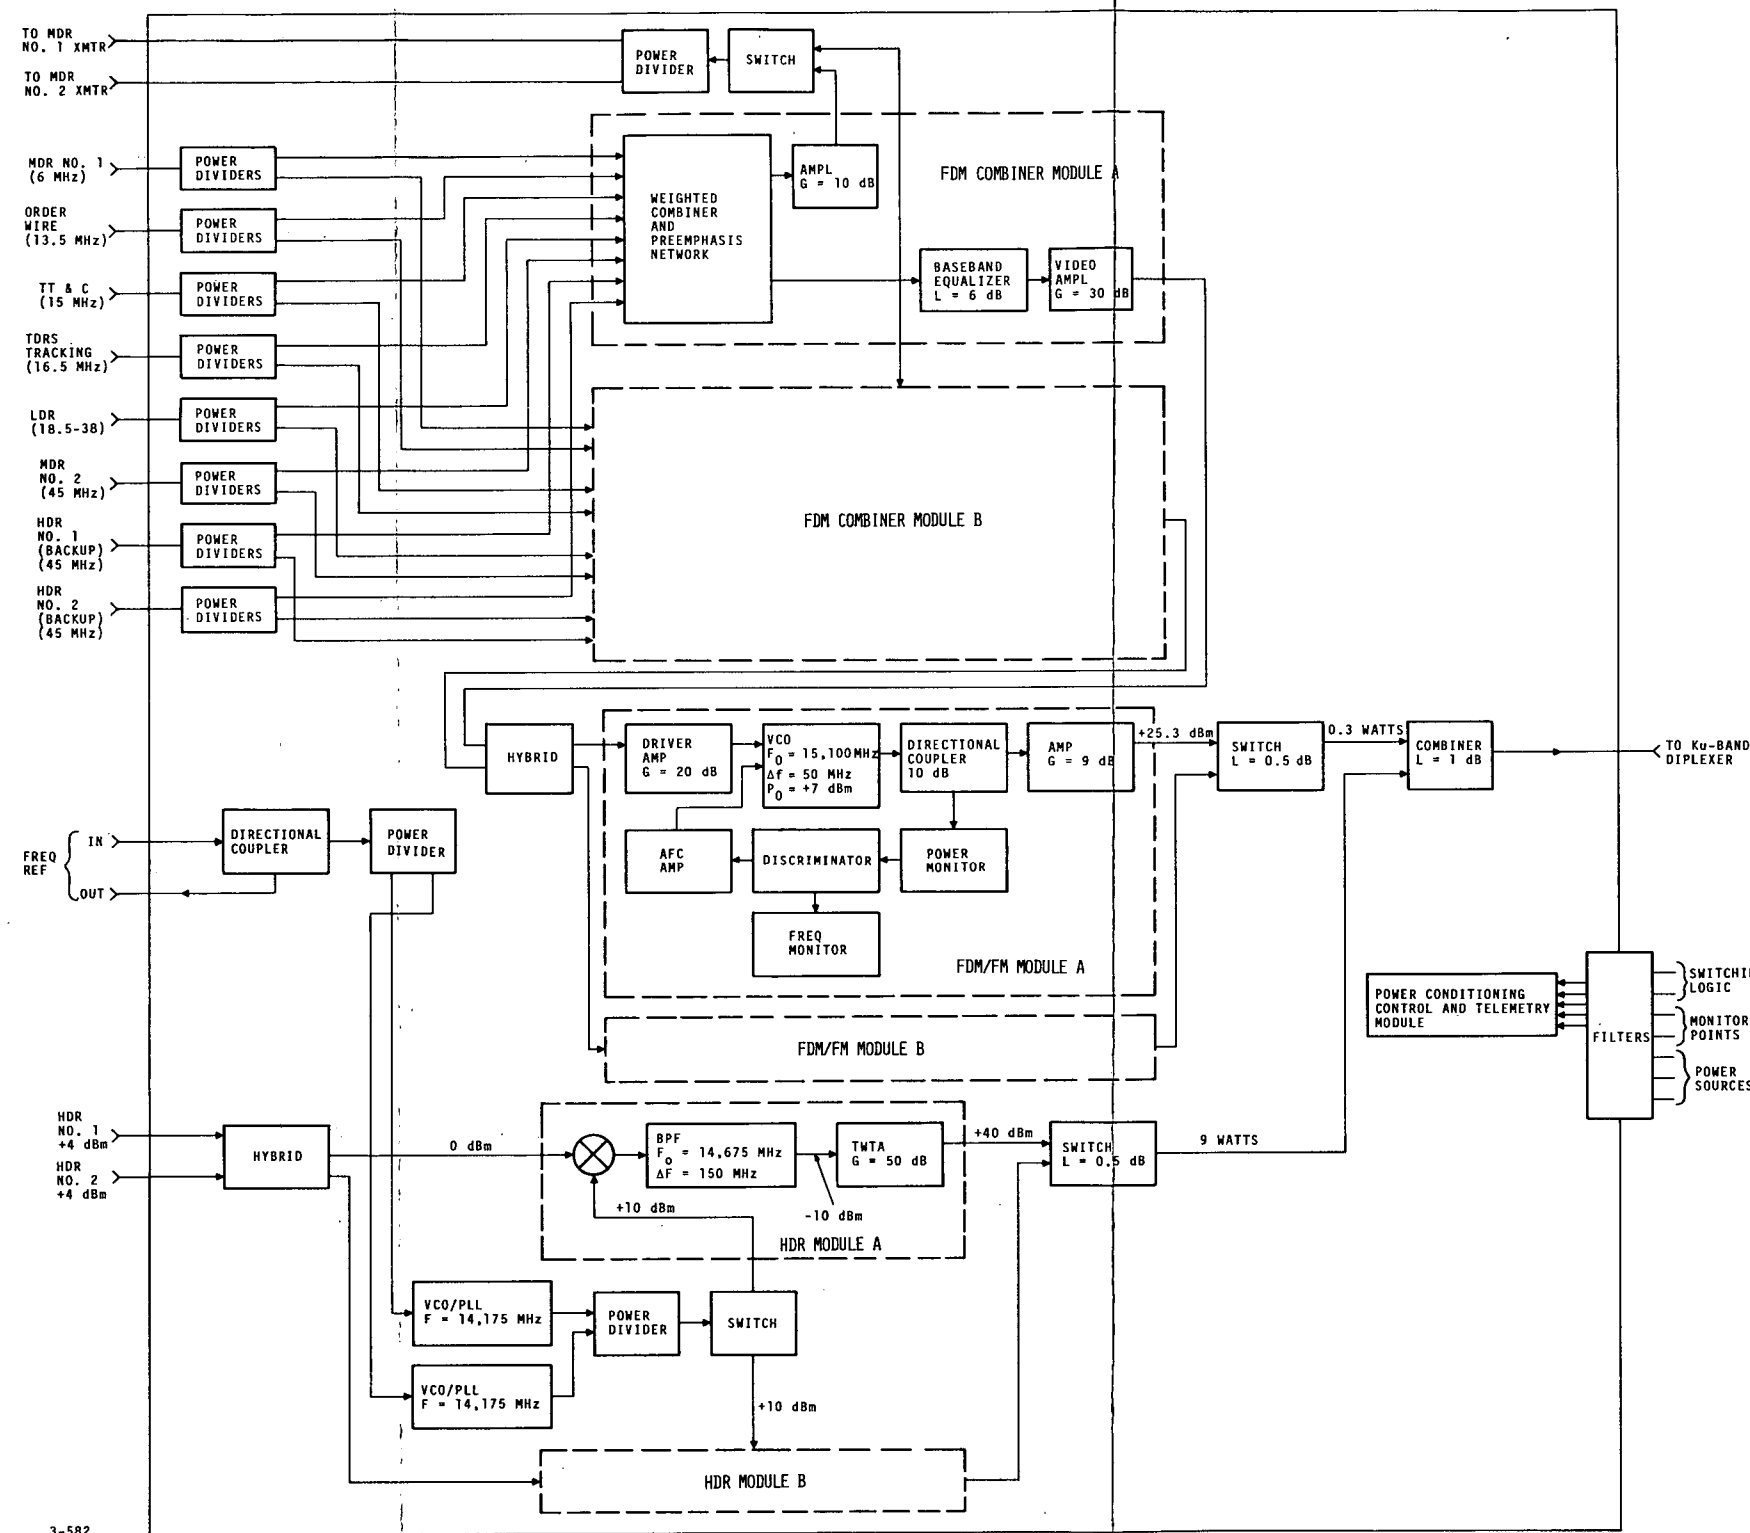 TO MDR
NO. 1 XMTR
TO MDR
NO. 2 XMTR
POWER
DIVIDER
SWITCH
MDR NO. 1
(6 MHz)
POWER
DIVIDERS
ORDER
WIRE
(13.5 MHz)
POWER
DIVIDERS
TT & C
(15 MHz)
POWER
DIVIDERS
TDRS
TRACKING
(16.5 MHz)
POWER
DIVIDERS
LDR
(18.5-38)
POWER
DIVIDERS
MDR
NO. 2
(45 MHz)
POWER
DIVIDERS
HDR
NO. 1
(BACKUP)
(45 MHz)
POWER
DIVIDERS
HDR
NO. 2
(BACKUP)
(45 MHz)
POWER
DIVIDERS
WEIGHTED
COMBINER
AND
PREEMPHASIS
NETWORK
AMPL
G = 10 dB
FDM COMBINER MODULE A
BASEBAND
EQUALIZER
L = 6 dB
VIDEO
AMPL
G = 30 dB
FDM COMBINER MODULE B
HYBRID
DRIVER
AMP
G = 20 dB
VCO
F₀ = 15,100MHz
Δf = 50 MHz
P₀ = +7 dBm
DIRECTIONAL
COUPLER
10 dB
AMP
G = 9 dB
+25.3 dBm
SWITCH
L = 0.5 dB
0.3 WATTS
COMBINER
L = 1 dB
TO Ku-BAND
DIPLEXER
AFC
AMP
DISCRIMINATOR
POWER
MONITOR
FREQ
MONITOR
FDM/FM MODULE A
FREQ
REF
IN
OUT
DIRECTIONAL
COUPLER
POWER
DIVIDER
FDM/FM MODULE B
POWER CONDITIONING
CONTROL AND TELEMETRY
MODULE
FILTERS
SWITCHI
LOGIC
MONITOR
POINTS
POWER
SOURCES
HDR
NO. 1
+4 dBm
HDR
NO. 2
+4 dBm
HYBRID
0 dBm
BPF
F₀ = 14,675 MHz
ΔF = 150 MHz
TWTA
G = 50 dB
+40 dBm
SWITCH
L = 0.5 dB
9 WATTS
+10 dBm
-10 dBm
HDR MODULE A
VCO/PLL
F = 14,175 MHz
POWER
DIVIDER
SWITCH
VCO/PLL
F = 14,175 MHz
+10 dBm
HDR MODULE B
3-582